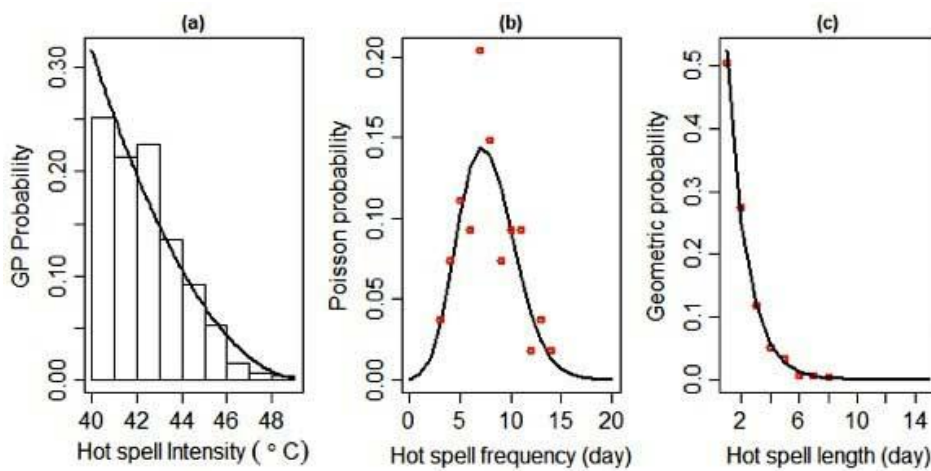 (a)
GP Probability
0.00 0.10 0.20 0.30
40 42 44 46 48
Hot spell Intensity ( ° C)
(b)
Poisson probability
0.00 0.05 0.10 0.15 0.20
0 5 10 15 20
Hot spell frequency (day)
(c)
Geometric probability
0.0 0.1 0.2 0.3 0.4 0.5
2 6 10 14
Hot spell length (day)